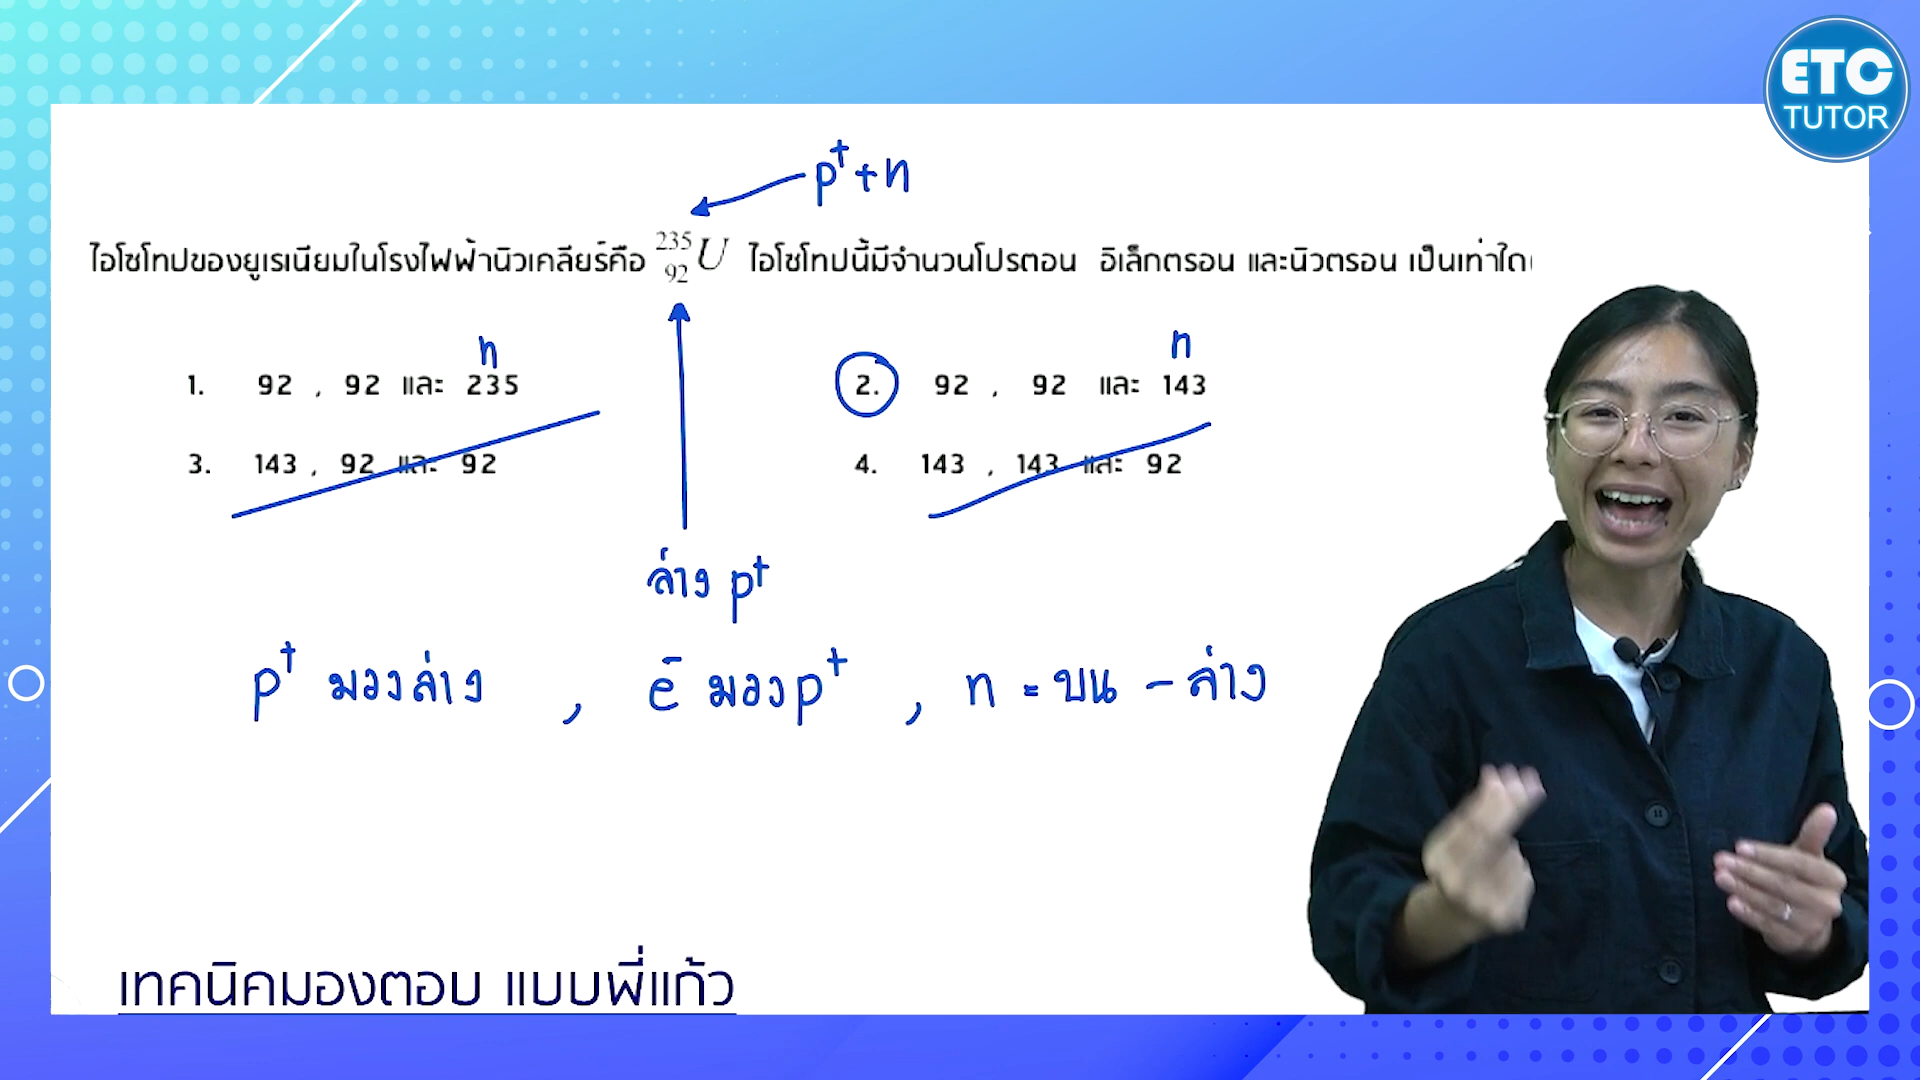 ETC
TUTOR
p⁺+n
ไอโซโทปของยูเรเนียมในโรงไฟฟ้านิวเคลียร์คือ ²³⁵₉₂U ไอโซโทปนี้มีจำนวนโปรตอน อิเล็กตรอน และนิวตรอน เป็นเท่าใด
n
n
1. 92 , 92 และ 235
2. 92 , 92 และ 143
3. 143 , 92 และ 92
4. 143 , 143 และ 92
ล่าง p⁺
p⁺ มองล่าง , e⁻ มองp⁺ , n = บน - ล่าง
เทคนิคมองตอบ แบบพี่แก้ว